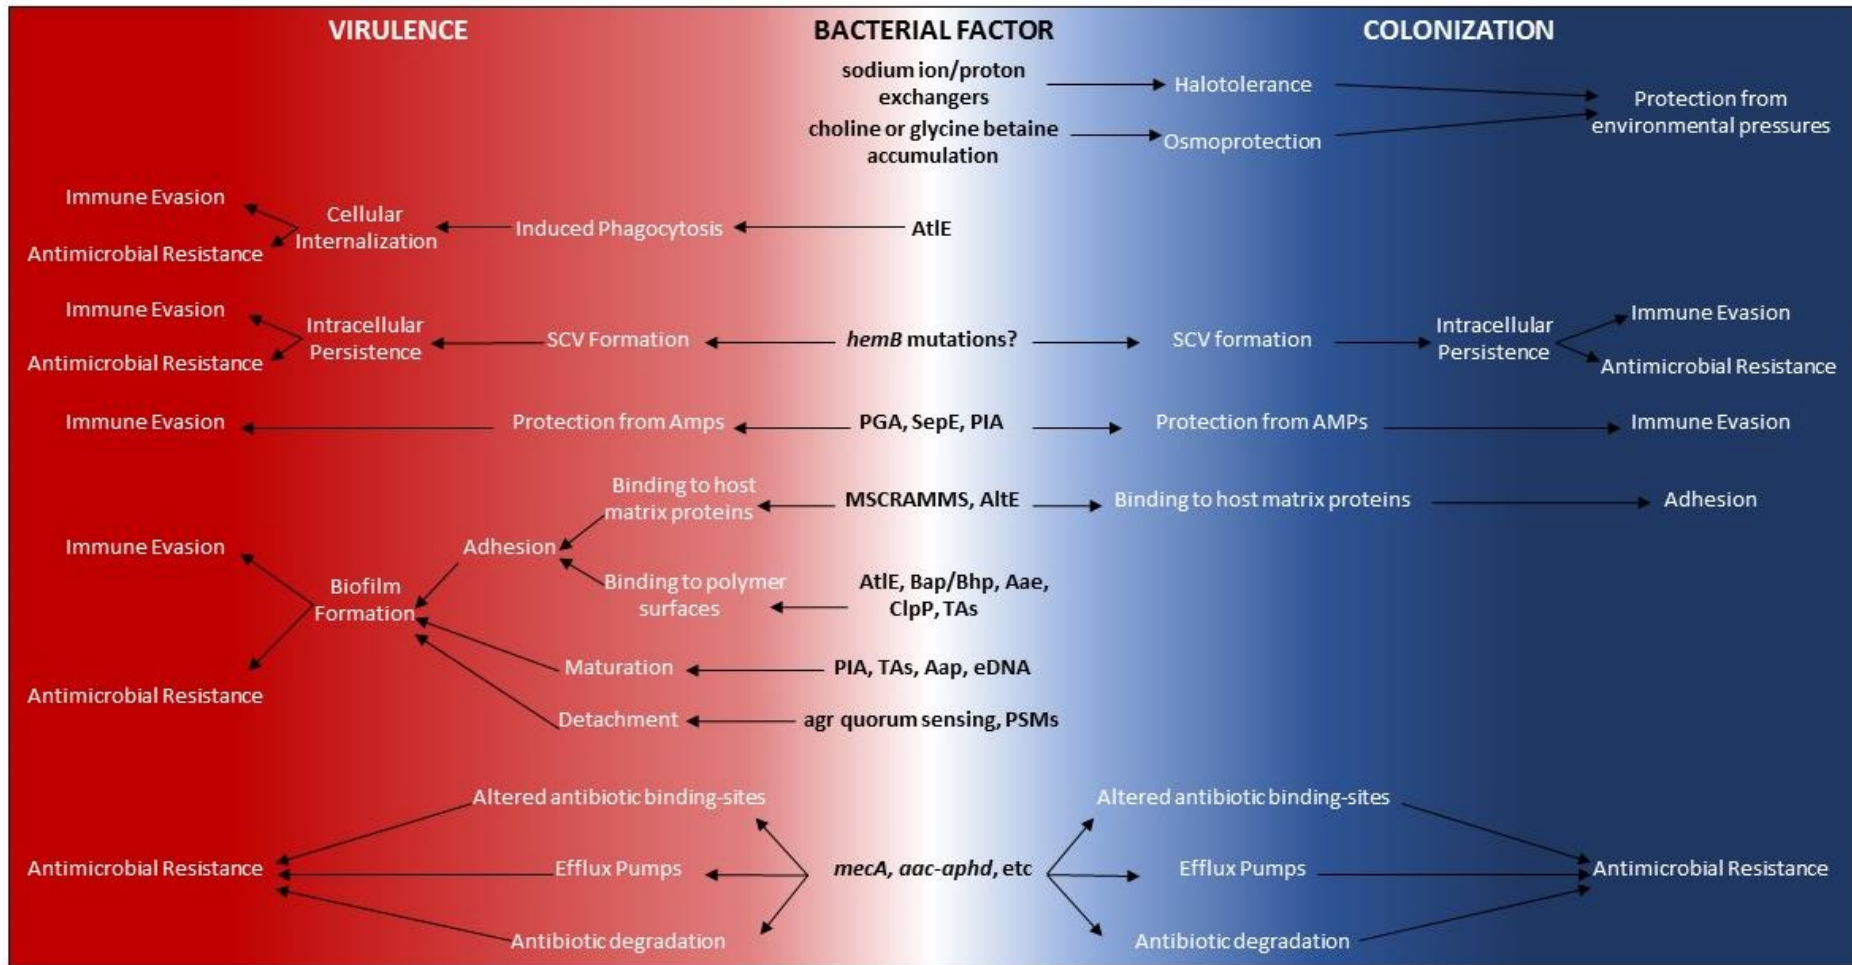 VIRULENCE
BACTERIAL FACTOR
COLONIZATION
sodium ion/proton
exchangers
Halotolerance
Protection from
environmental pressures
choline or glycine betaine
accumulation
Osmoprotection
Immune Evasion
Antimicrobial Resistance
Cellular
Internalization
Induced Phagocytosis
AtlE
Immune Evasion
Antimicrobial Resistance
Intracellular
Persistence
SCV Formation
hemB mutations?
SCV formation
Intracellular
Persistence
Immune Evasion
Antimicrobial Resistance
Immune Evasion
Protection from Amps
PGA, SepE, PIA
Protection from AMPs
Immune Evasion
Binding to host
matrix proteins
MSCRAMMS, AltE
Binding to host matrix proteins
Adhesion
Immune Evasion
Adhesion
Biofilm
Formation
Binding to polymer
surfaces
AtlE, Bap/Bhp, Aae,
ClpP, TAs
Maturation
PIA, TAs, Aap, eDNA
Antimicrobial Resistance
Detachment
agr quorum sensing, PSMs
Altered antibiotic binding-sites
Altered antibiotic binding-sites
Antimicrobial Resistance
Efflux Pumps
mecA, aac-aphd, etc
Efflux Pumps
Antimicrobial Resistance
Antibiotic degradation
Antibiotic degradation